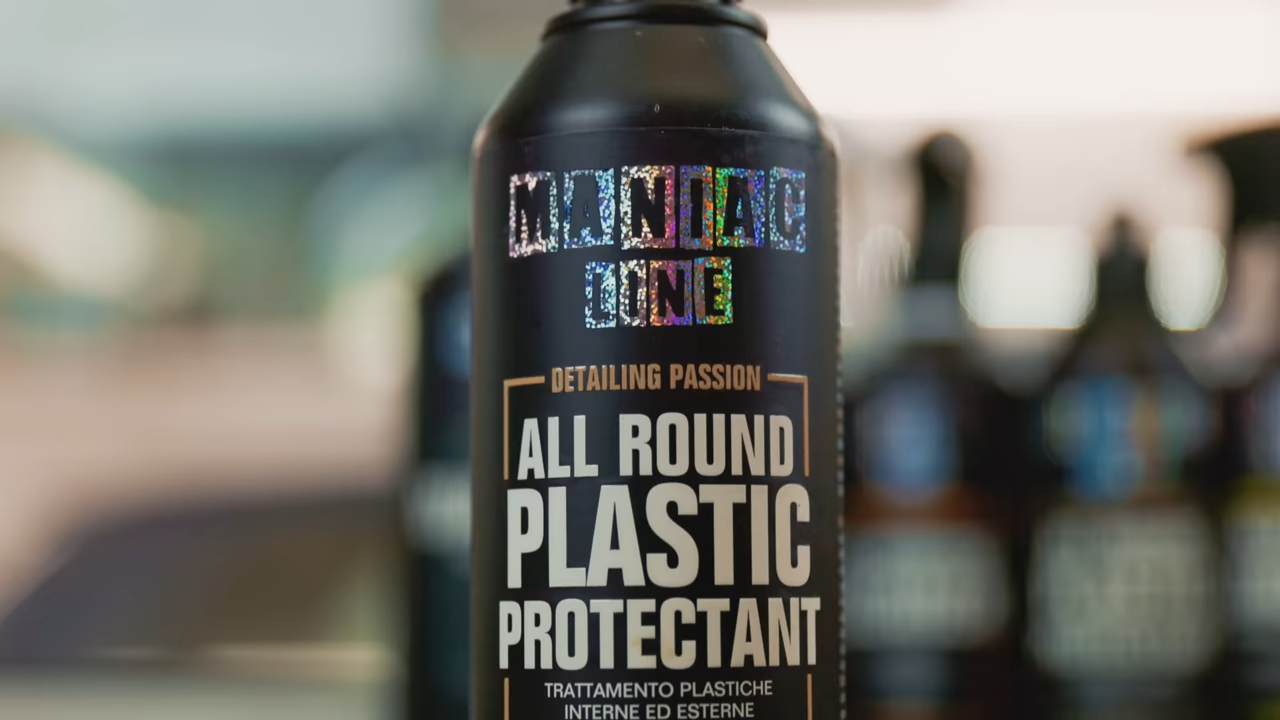 MANIAC
LINE
DETAILING PASSION
ALL ROUND
PLASTIC
PROTECTANT
TRATTAMENTO PLASTICHE
INTERNE ED ESTERNE